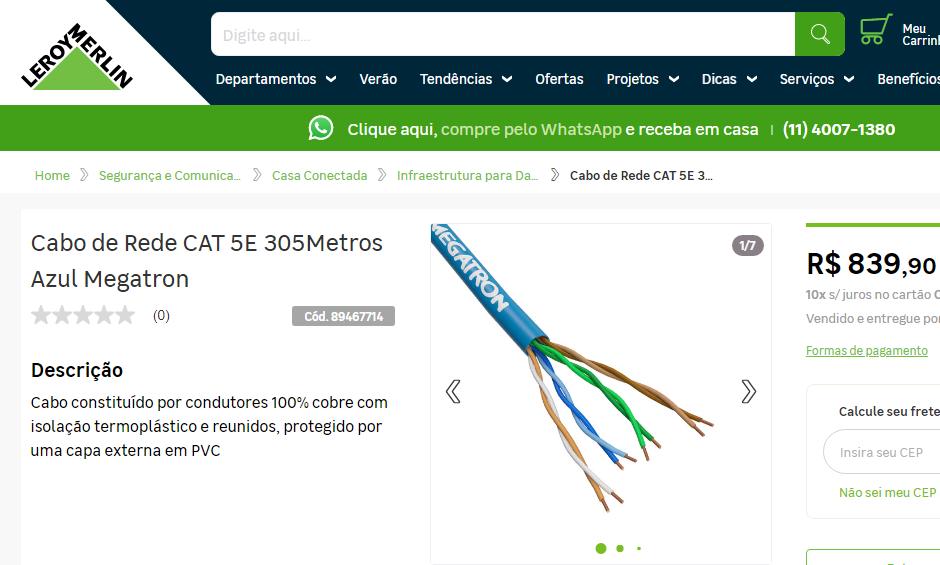 LEROY MERLIN
Digite aqui...
Meu
Carrinh
Departamentos
Verão
Tendências
Ofertas
Projetos
Dicas
Serviços
Benefícios
Clique aqui, compre pelo WhatsApp e receba em casa | (11) 4007-1380
Home
Segurança e Comunica...
Casa Conectada
Infraestrutura para Da...
Cabo de Rede CAT 5E 3...
Cabo de Rede CAT 5E 305Metros
Azul Megatron
(0)
Cód. 89467714
Descrição
Cabo constituído por condutores 100% cobre com
isolação termoplástico e reunidos, protegido por
uma capa externa em PVC
MEGATRON
1/7
R$ 839,90
10x s/ juros no cartão C
Vendido e entregue por
Formas de pagamento
Calcule seu frete
Insira seu CEP
Não sei meu CEP